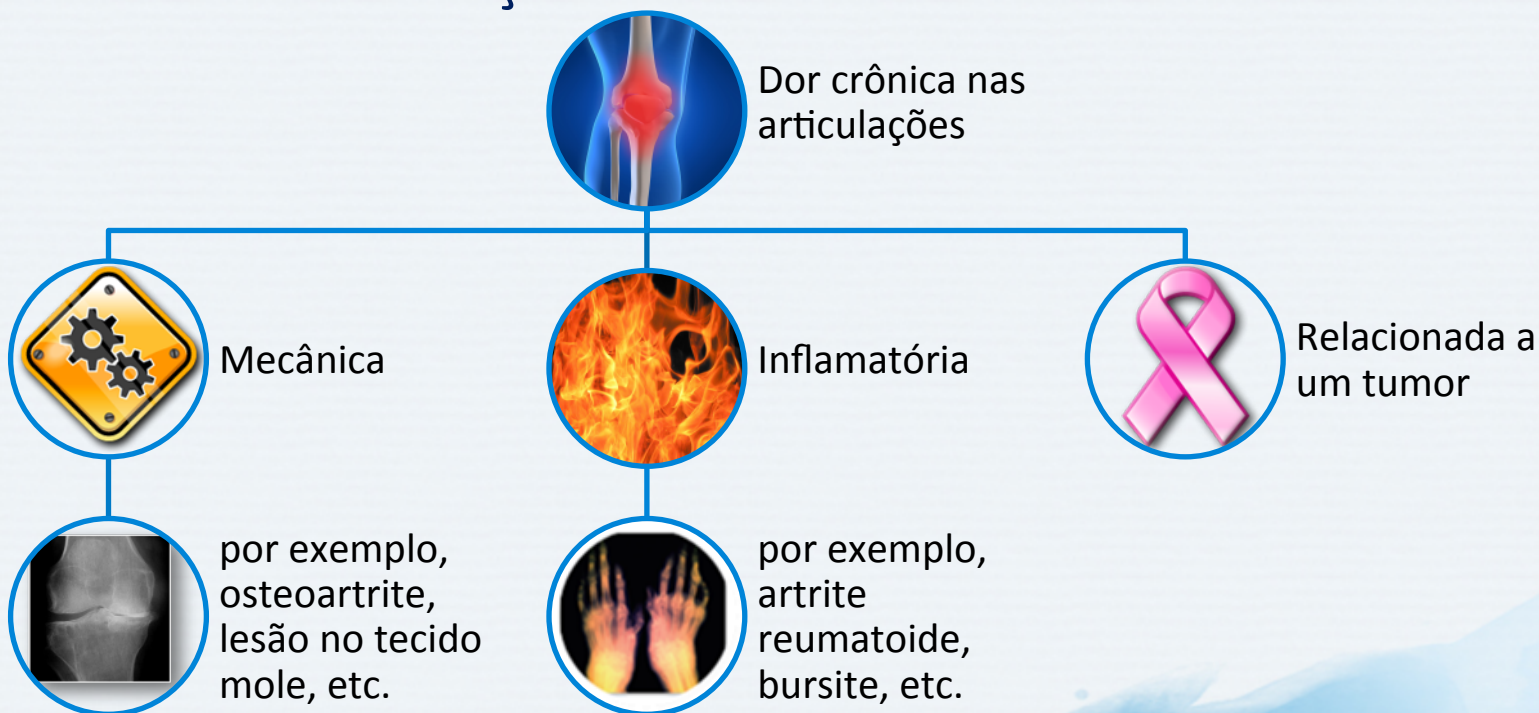 Dor crônica nas
articulações
Mecânica
Inflamatória
Relacionada a
um tumor
por exemplo,
osteoartrite,
lesão no tecido
mole, etc.
por exemplo,
artrite
reumatoide,
bursite, etc.